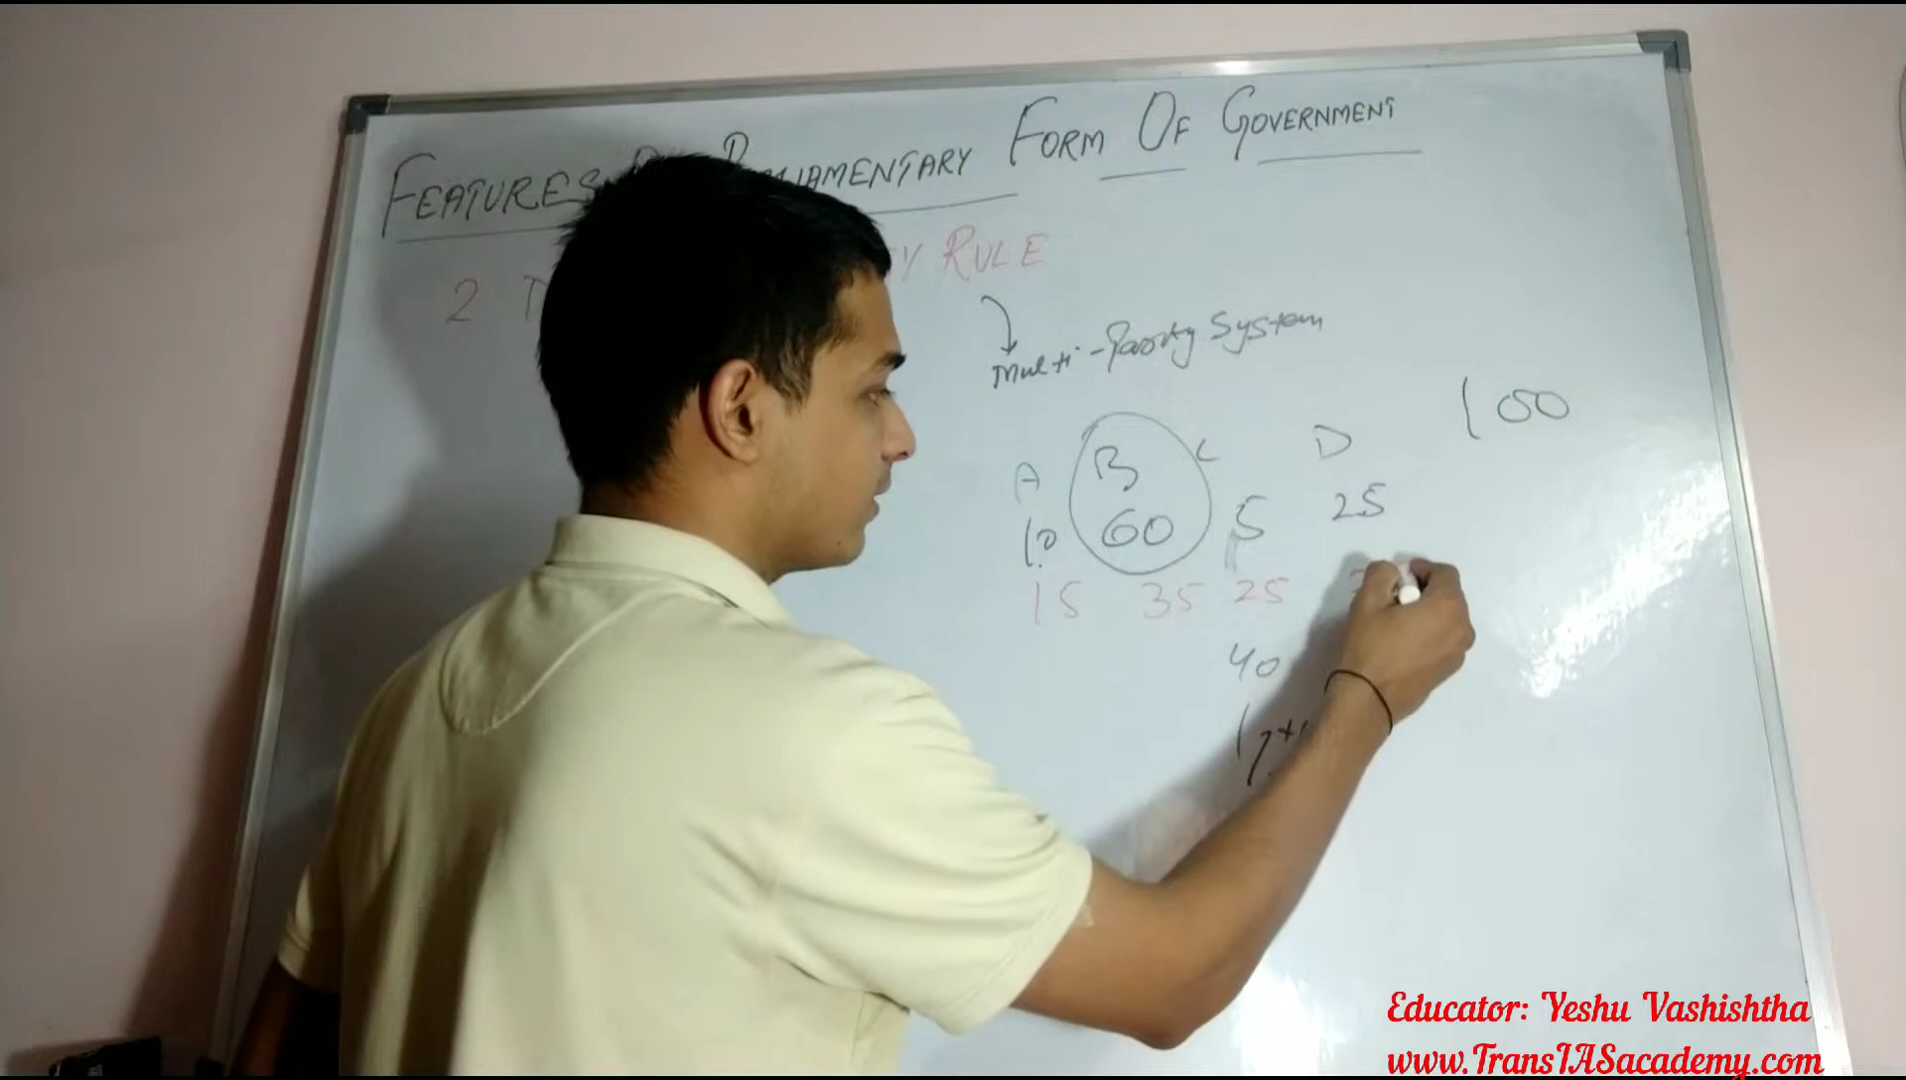 FEATURES PARLIAMENTARY FORM OF GOVERNMENT
2 RULE
Multi-Party System
100
A B C D
10 60 5 25
15 35 25
40
Educator: Yeshu Vashishtha
www.TransIASacademy.com